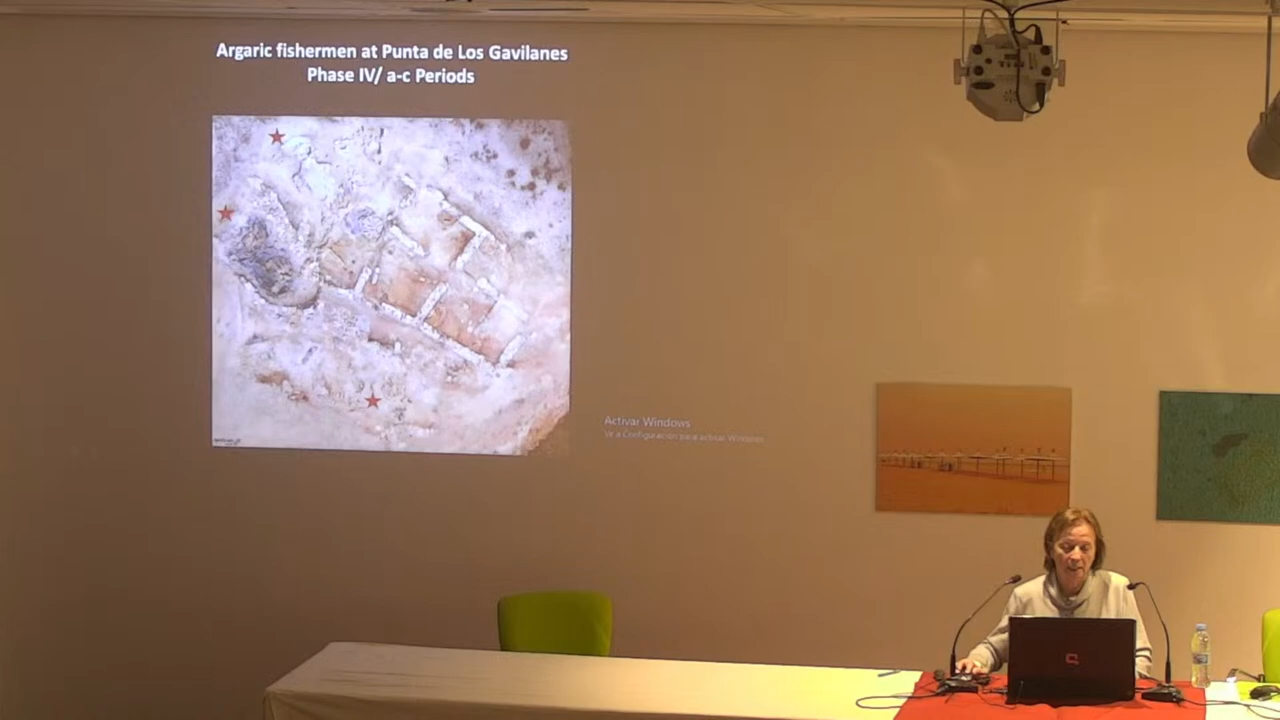 Argaric fishermen at Punta de Los Gavilanes
Phase IV/ a-c Periods
Activar Windows
Ve a Configuración para activar Windows